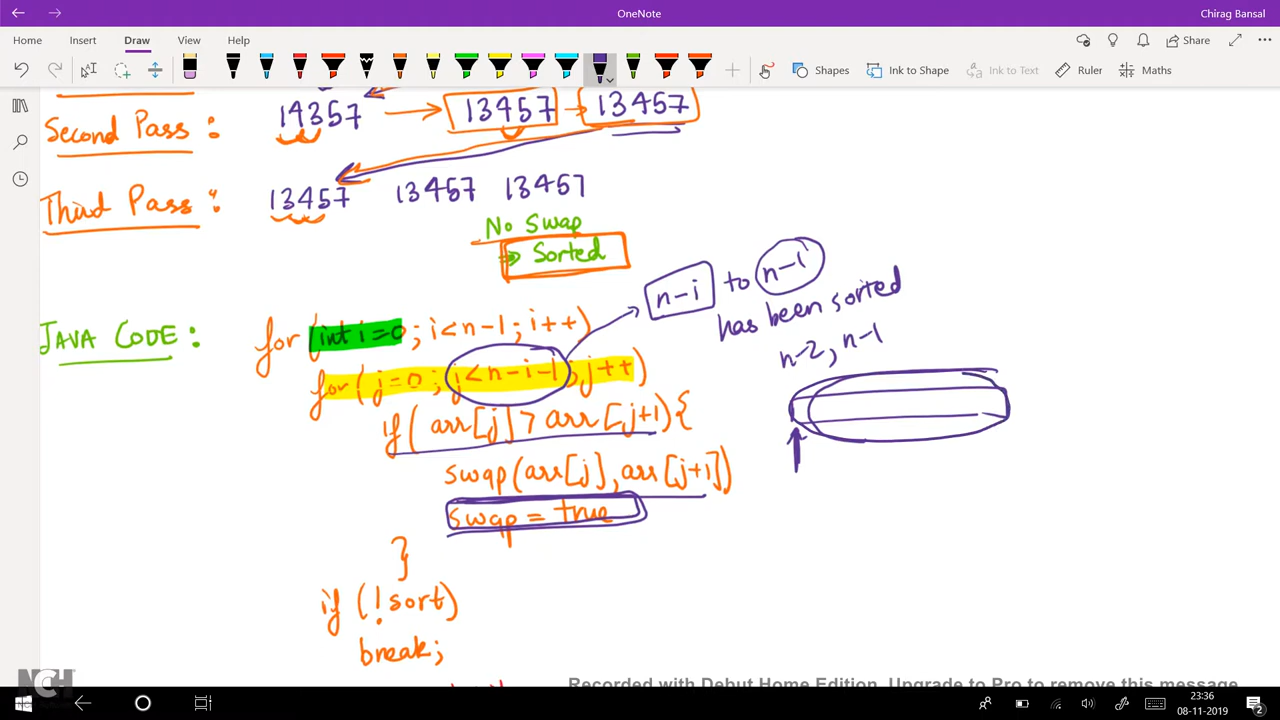 OneNote
Chirag Bansal
Home Insert Draw View Help
Share
Shapes Ink to Shape Ink to Text Ruler Maths
Second Pass : 14357 → 13457 → 13457
Third Pass : 13457 13457 13457
No Swap
⇒ Sorted
n-i to n-1
has been sorted
n-2, n-1
JAVA CODE : for (int i=0 ; i<n-1 ; i++)
for ( j=0 ; j<n-i-1 ; j++)
if ( arr[j] > arr[j+1]) {
swap(arr[j], arr[j+1])
swap = true
}
if (!sort)
break;
NCH
Recorded with Debut Home Edition. Upgrade to Pro to remove this message
23:36
08-11-2019
2